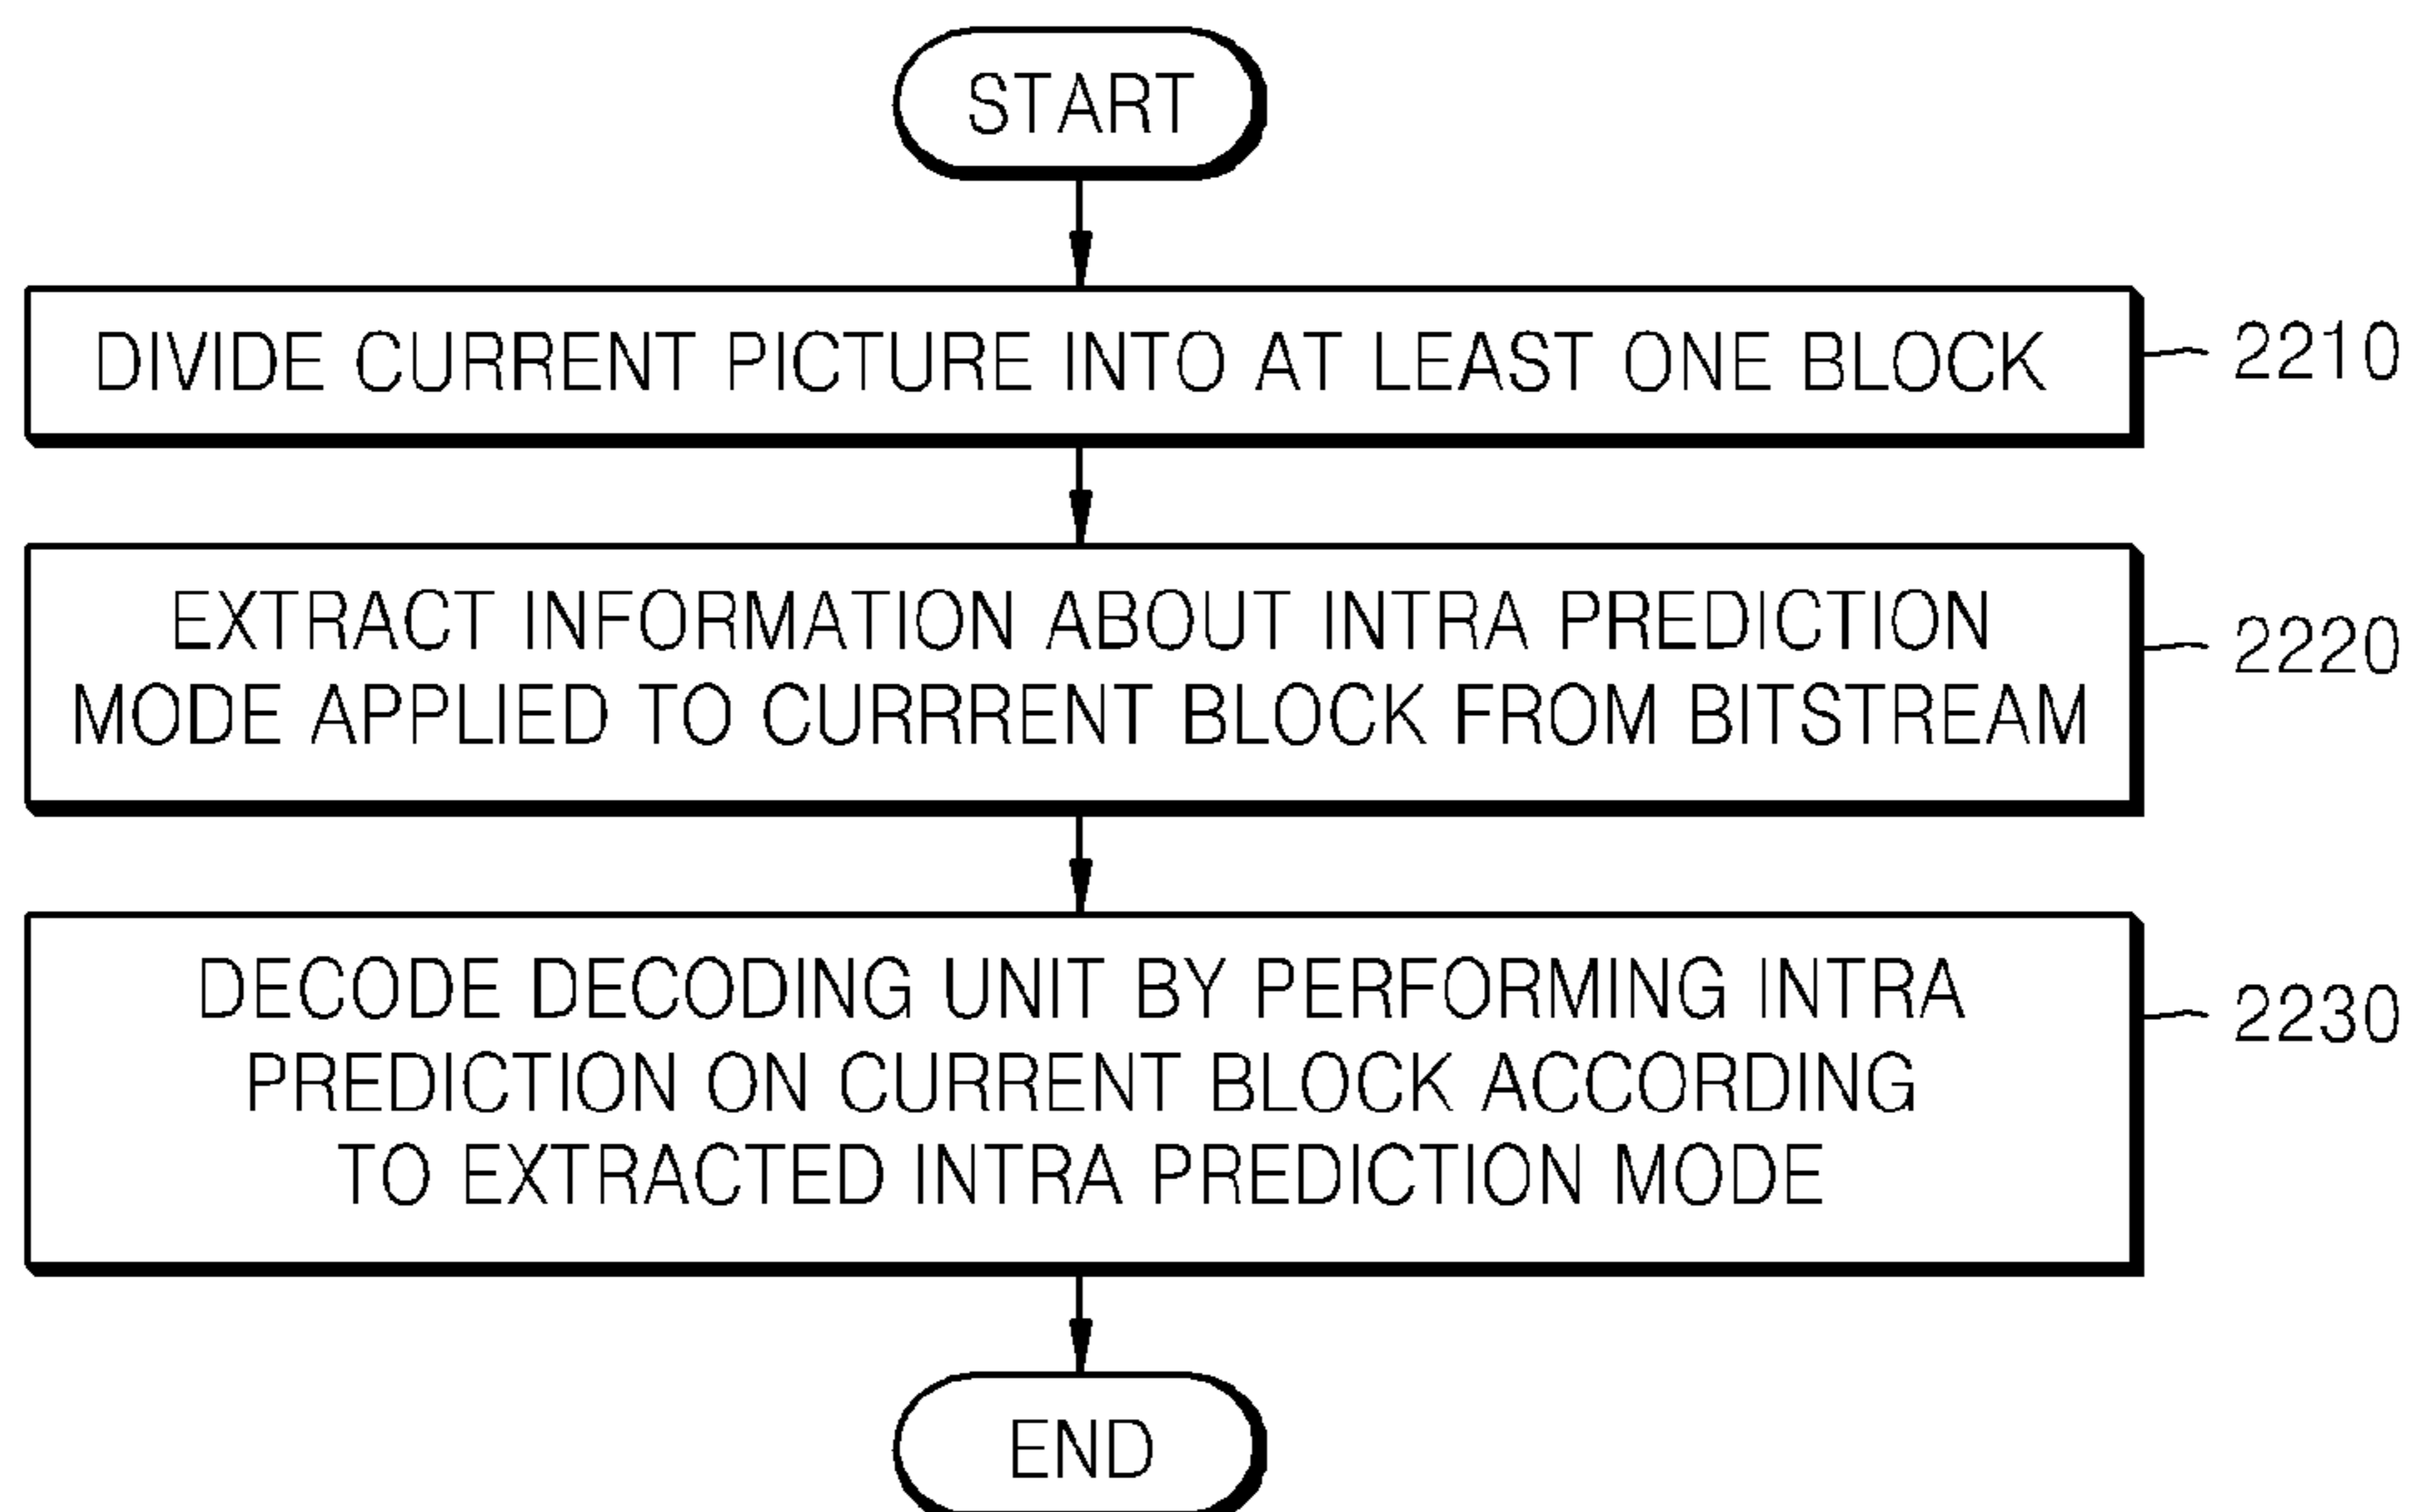 START
DIVIDE CURRENT PICTURE INTO AT LEAST ONE BLOCK
2210
EXTRACT INFORMATION ABOUT INTRA PREDICTION
MODE APPLIED TO CURRRENT BLOCK FROM BITSTREAM
2220
DECODE DECODING UNIT BY PERFORMING INTRA
PREDICTION ON CURRENT BLOCK ACCORDING
TO EXTRACTED INTRA PREDICTION MODE
2230
END